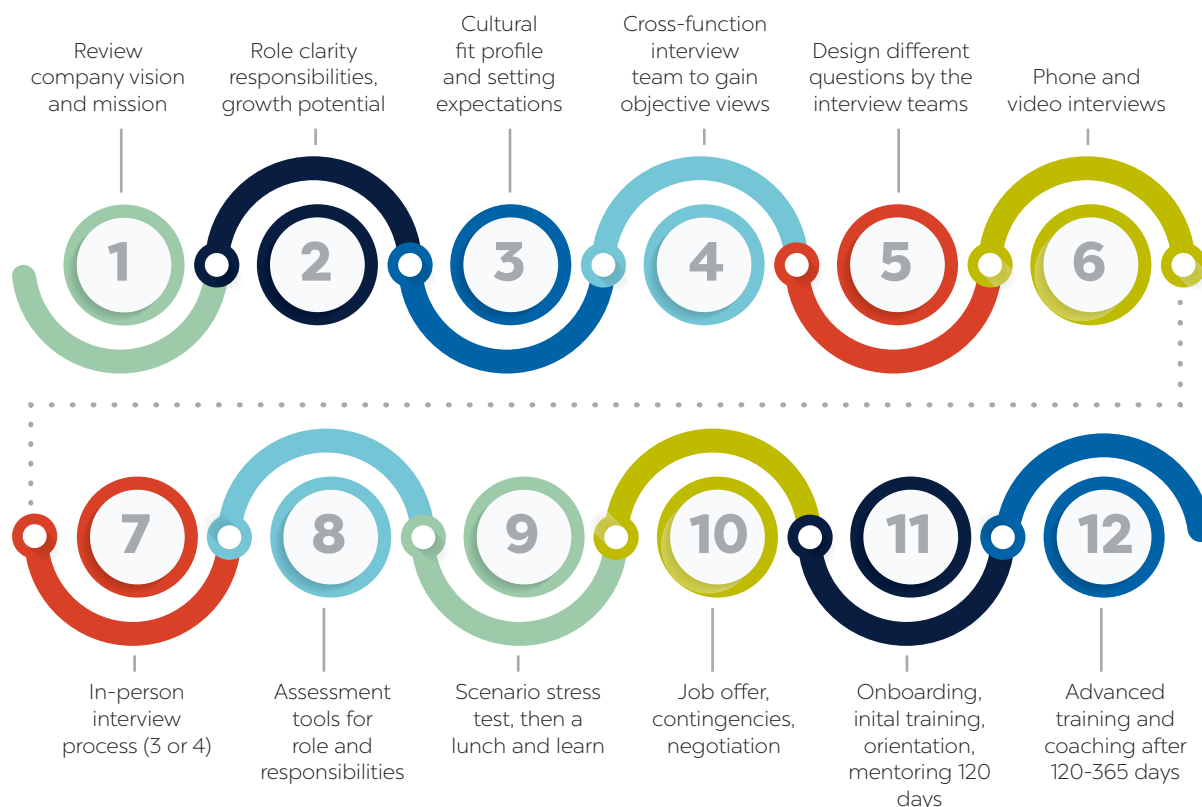 Review
company vision
and mission
Role clarity
responsibilities,
growth potential
Cultural
fit profile
and setting
expectations
Cross-function
interview
team to gain
objective views
Design different
questions by the
interview teams
Phone and
video interviews
1
2
3
4
5
6
7
8
9
10
11
12
In-person
interview
process (3 or 4)
Assessment
tools for
role and
responsibilities
Scenario stress
test, then a
lunch and learn
Job offer,
contingencies,
negotiation
Onboarding,
inital training,
orientation,
mentoring 120
days
Advanced
training and
coaching after
120-365 days